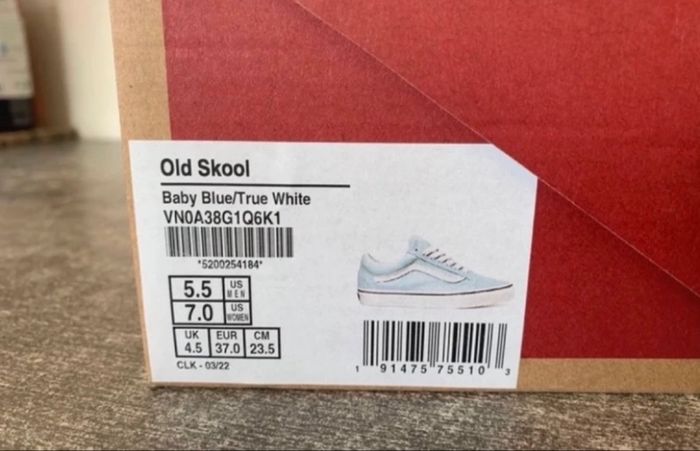 Old Skool
Baby Blue/True White
VN0A38G1Q6K1
*5200254184*
5.5 US MEN
7.0 US WOMEN
UK EUR CM
4.5 37.0 23.5
CLK - 03/22
1 91475 75510 3